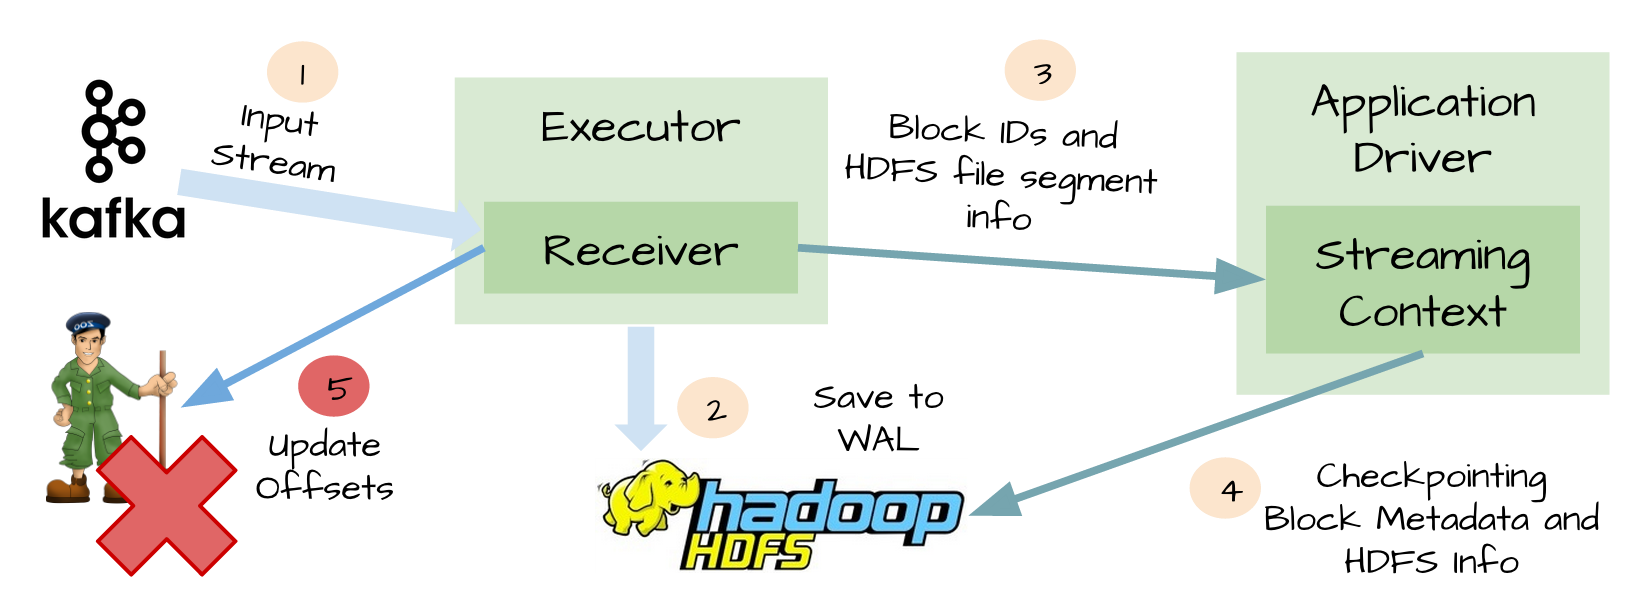 1
Input
Stream
kafka
Executor
Receiver
3
Block IDs and
HDFS file segment
info
Application
Driver
Streaming
Context
ZOO
5
Update
Offsets
2
Save to
WAL
hadoop
HDFS
4
Checkpointing
Block Metadata and
HDFS Info